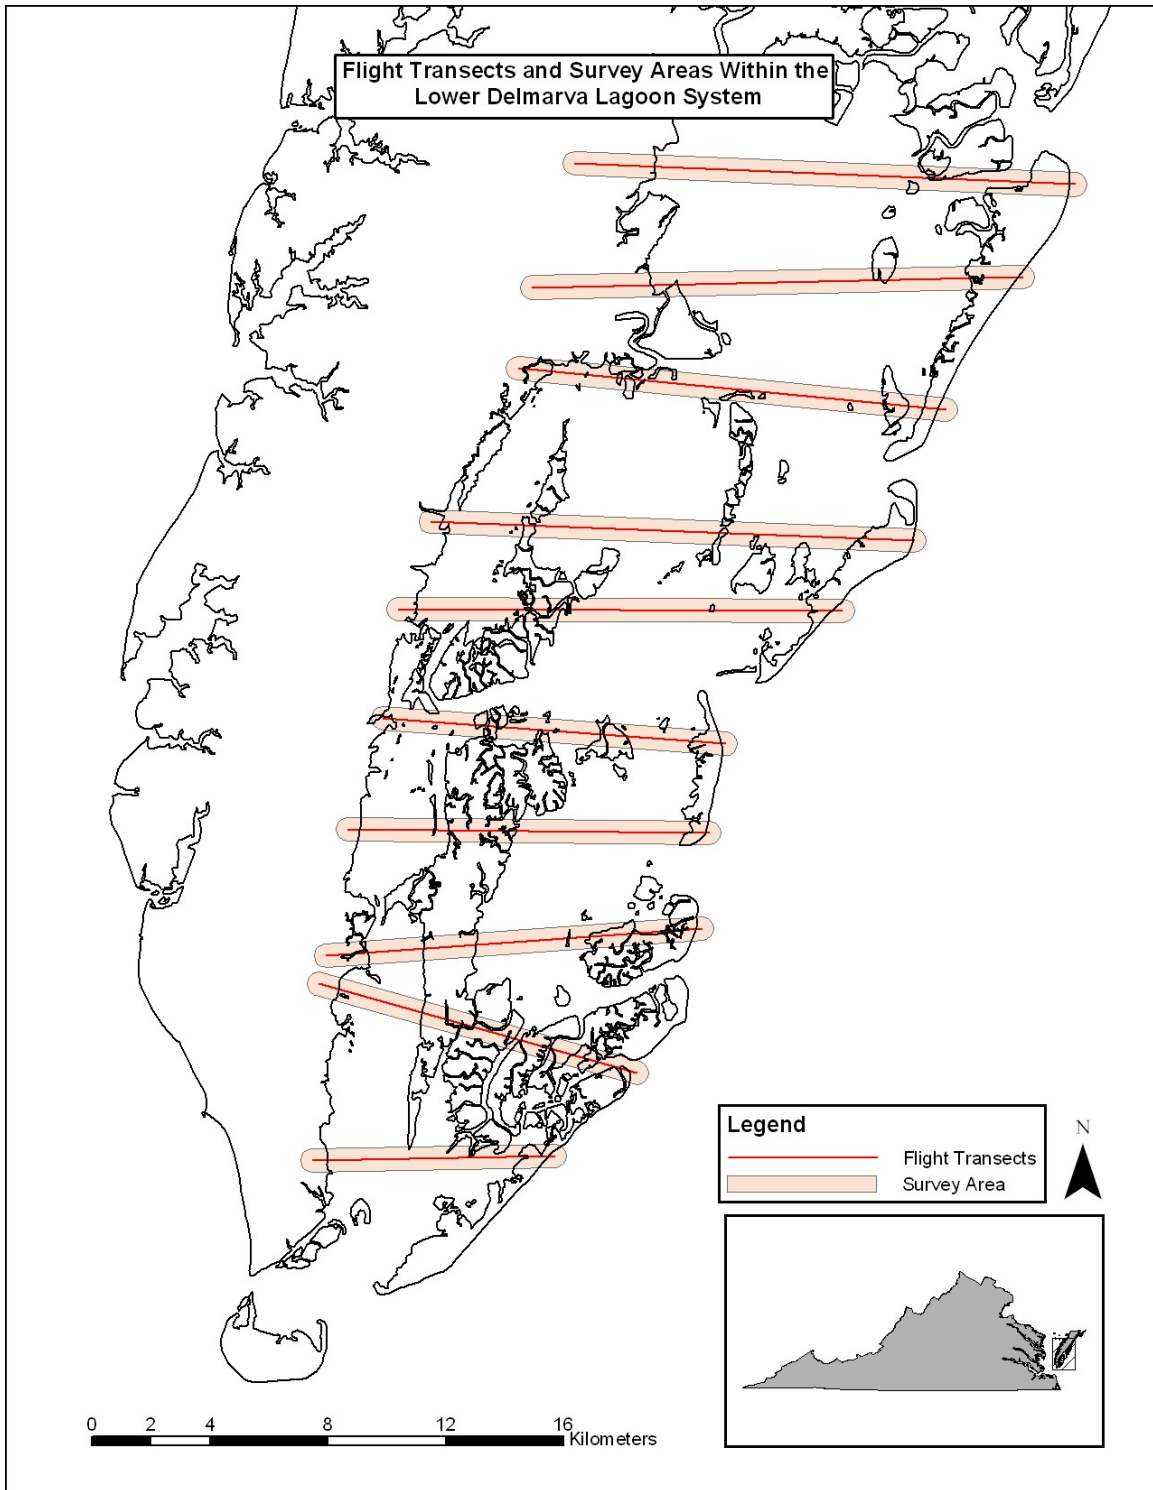 Flight Transects and Survey Areas Within the
Lower Delmarva Lagoon System
Legend
Flight Transects
Survey Area
N
0 2 4 8 12 16
Kilometers